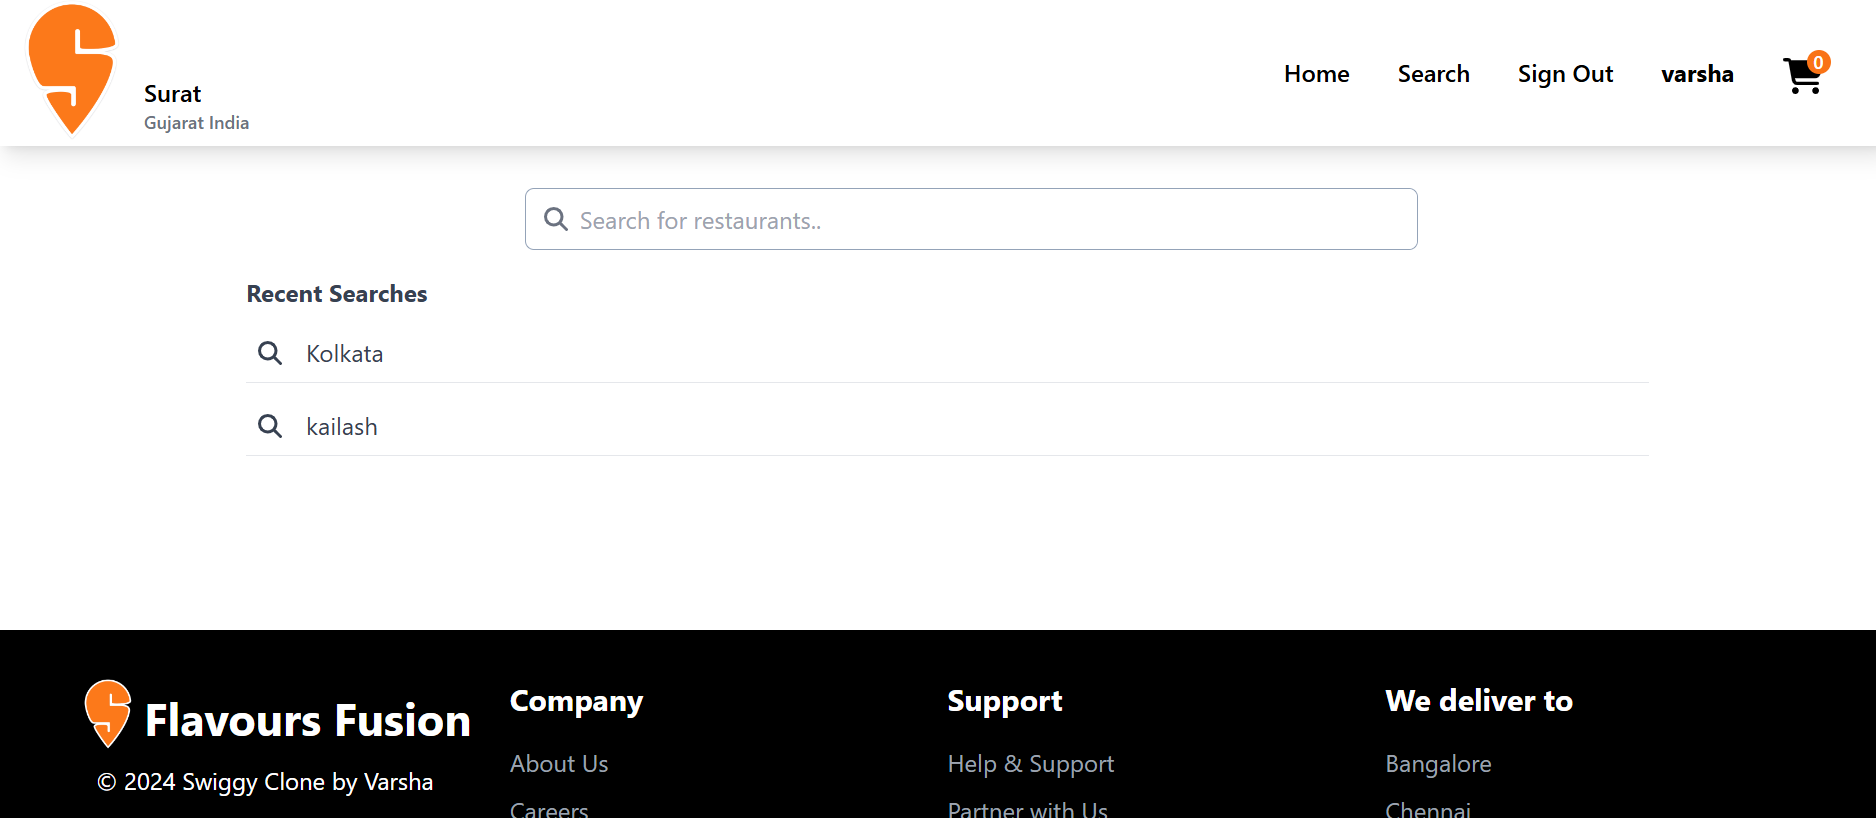 Surat
Gujarat India
Home Search Sign Out varsha 0
Search for restaurants..
Recent Searches
Kolkata
kailash
Flavours Fusion
© 2024 Swiggy Clone by Varsha
Company
About Us
Careers
Support
Help & Support
Partner with Us
We deliver to
Bangalore
Chennai